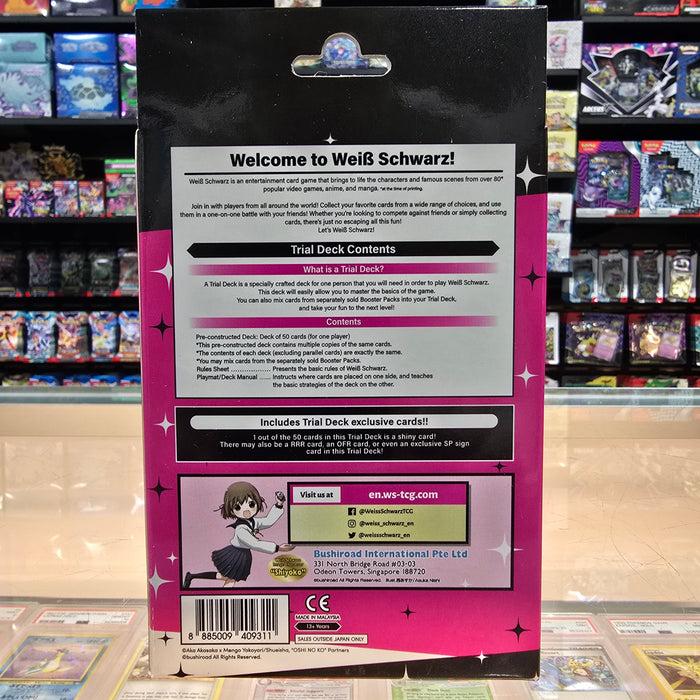 Welcome to Weiß Schwarz!
Weiß Schwarz is an entertainment card game that brings to life the characters and famous scenes from over 80*
popular video games, anime, and manga. *at the time of printing.
Join in with players from all around the world! Collect your favorite cards from a wide range of choices, and use
them in a one-on-one battle with your friends! Whether you're looking to compete against friends or simply collecting
cards, there's just no escaping all this fun!
Let's Weiß Schwarz!
Trial Deck Contents
What is a Trial Deck?
A Trial Deck is a specially crafted deck for one person that you will need in order to play Weiß Schwarz.
This deck will easily allow you to master the basics of the game.
You can also mix cards from separately sold Booster Packs into your Trial Deck,
and take your fun to the next level!
Contents
Pre-constructed Deck: Deck of 50 cards (for one player)
*This pre-constructed deck contains multiple copies of the same cards.
*The contents of each deck (excluding parallel cards) are exactly the same.
*You may mix cards from the separately sold Booster Packs.
Rules Sheet .................. Presents the basic rules of Weiß Schwarz.
Playmat/Deck Manual ...... Instructs where cards are placed on one side, and teaches
the basic strategies of the deck on the other.
Includes Trial Deck exclusive cards!!
1 out of the 50 cards in this Trial Deck is a shiny card!
There may also be a RRR card, an OFR card, or even an exclusive SP sign
card in this Trial Deck!
Visit us at
en.ws-tcg.com
@WeissSchwarzTCG
@weiss_schwarz_en
@weissschwarz_en
"Shiyoko"
Bushiroad International Pte Ltd
331 North Bridge Road #03-03
Odeon Towers, Singapore 188720
©bushiroad All Rights Reserved.
8 885009 409311
CE
MADE IN MALAYSIA
13+ Years
SALES OUTSIDE JAPAN ONLY
©Aka Akasaka x Mengo Yokoyari/Shueisha, "OSHI NO KO" Partners
©bushiroad All Rights Reserved.